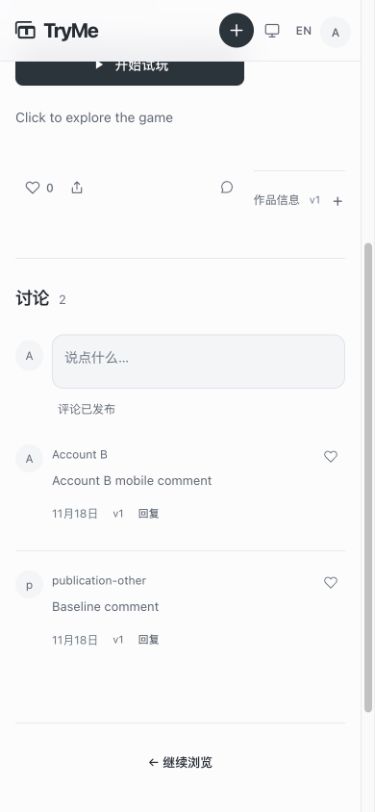 TryMe
EN
A
开始试玩
Click to explore the game
0
作品信息 v1
讨论 2
A
说点什么...
评论已发布
A
Account B
Account B mobile comment
11月18日 v1 回复
p
publication-other
Baseline comment
11月18日 v1 回复
← 继续浏览